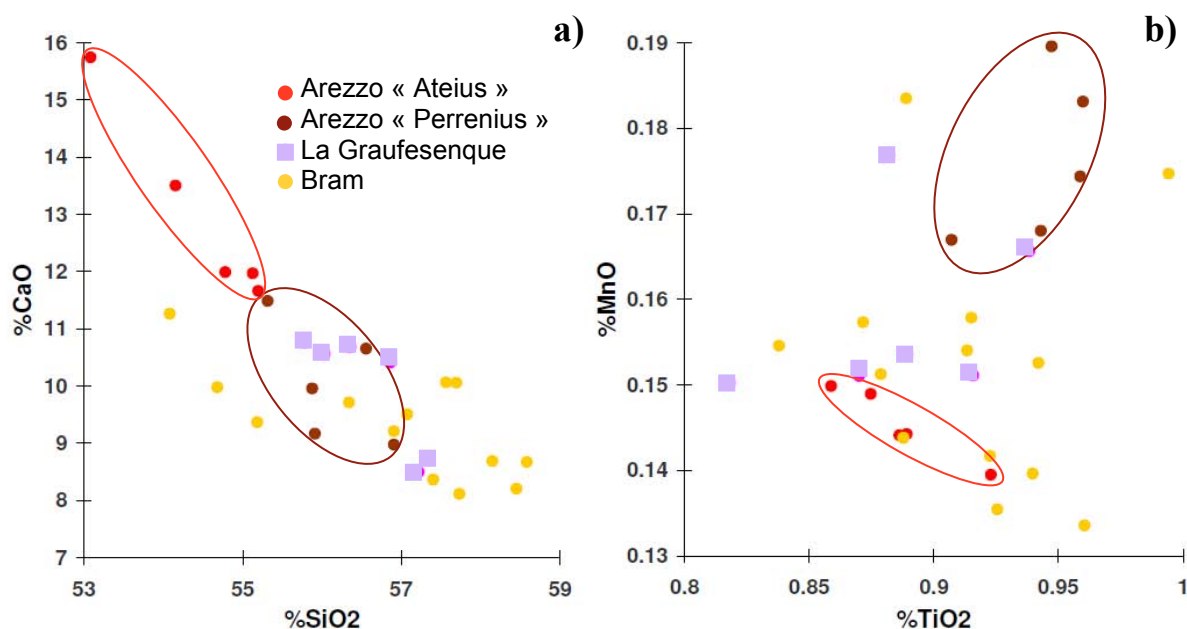 a)
16
15
14
13
12
11
10
9
8
7
%CaO
53
55
57
59
%SiO2
Arezzo « Ateius »
Arezzo « Perrenius »
La Graufesenque
Bram
b)
0.19
0.18
0.17
0.16
0.15
0.14
0.13
%MnO
0.8
0.85
0.9
0.95
1
%TiO2